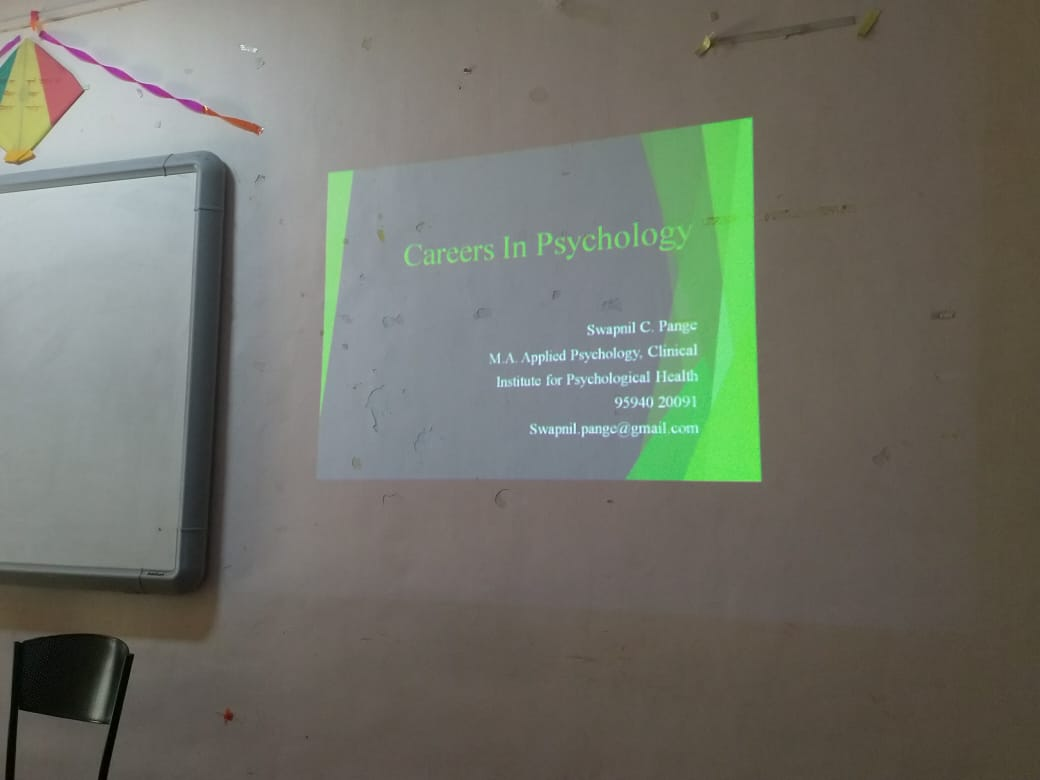 Careers In Psychology
Swapnil C. Pange
M.A. Applied Psychology, Clinical
Institute for Psychological Health
95940 20091
Swapnil.pange@gmail.com